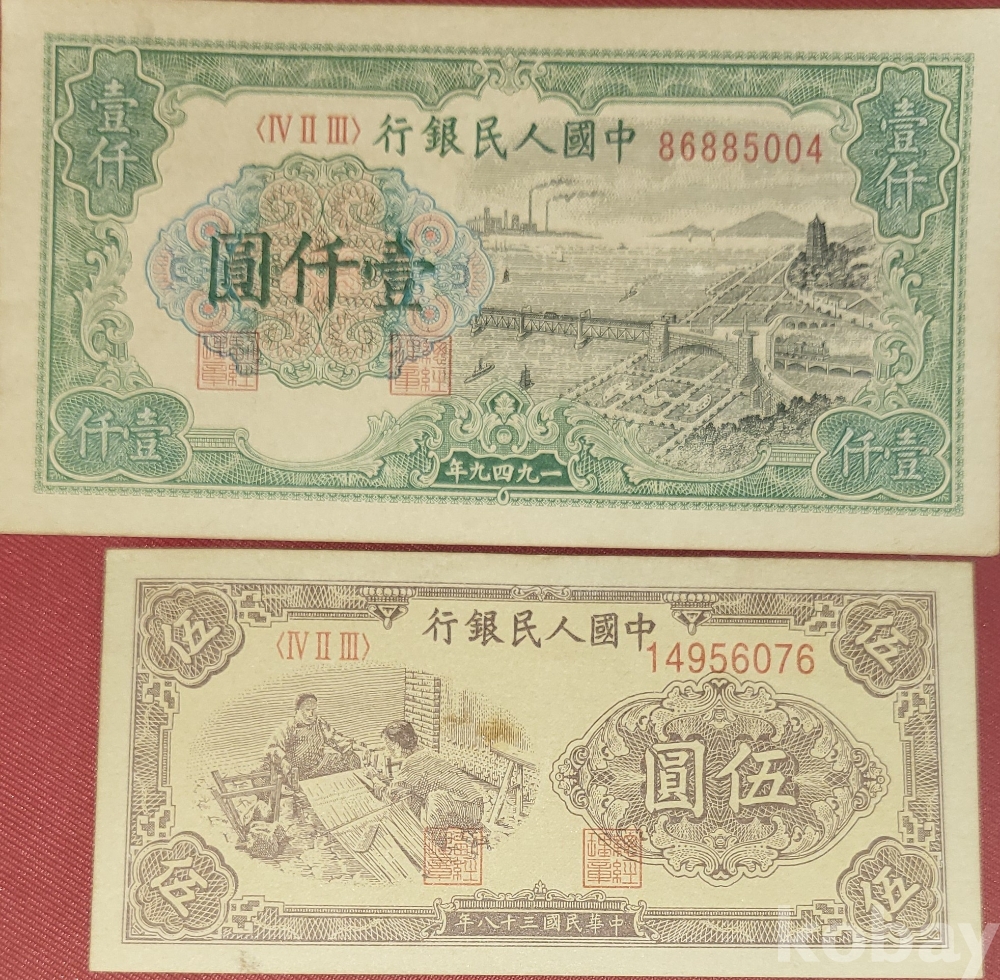 壹仟
壹仟
〈IV II III〉
中國人民銀行
86885004
壹仟圓
壹仟
壹仟
一九四九年
伍
伍
〈IV II III〉
中國人民銀行
14956076
伍圓
伍
伍
中華民國三十八年
kobay